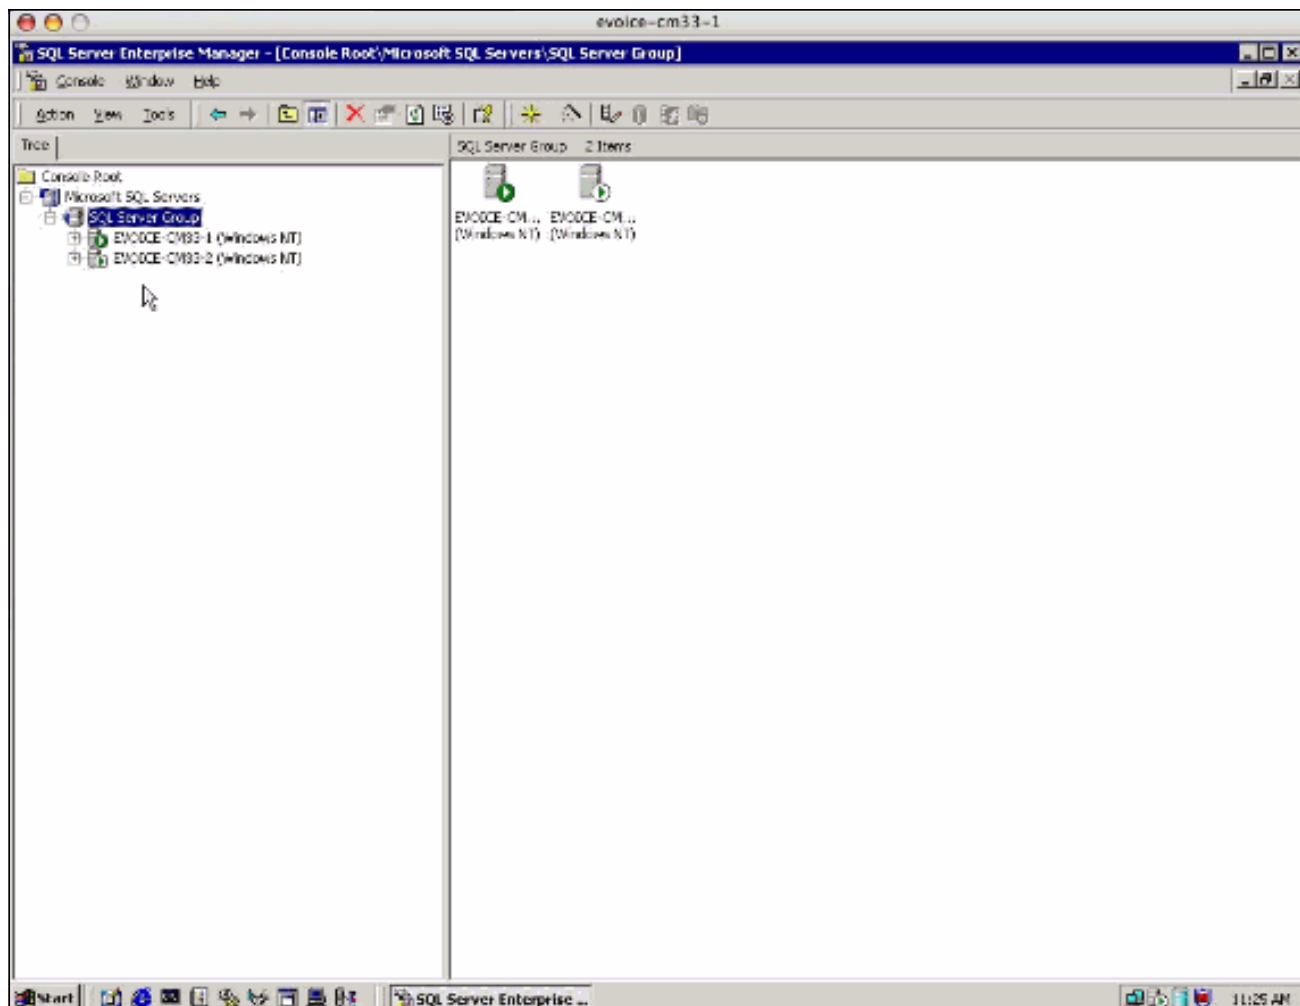 evoice-cm33-1
SQL Server Enterprise Manager - [Console Root\Microsoft SQL Servers\SQL Server Group]
Console Window Help
Action View Tools
Tree
SQL Server Group 2 Items
Console Root
Microsoft SQL Servers
SQL Server Group
EVOICE-CM33-1 (Windows NT)
EVOICE-CM33-2 (Windows NT)
EVOICE-CM... EVOICE-CM...
(Windows NT) (Windows NT)
Start SQL Server Enterprise ... 11:25 AM